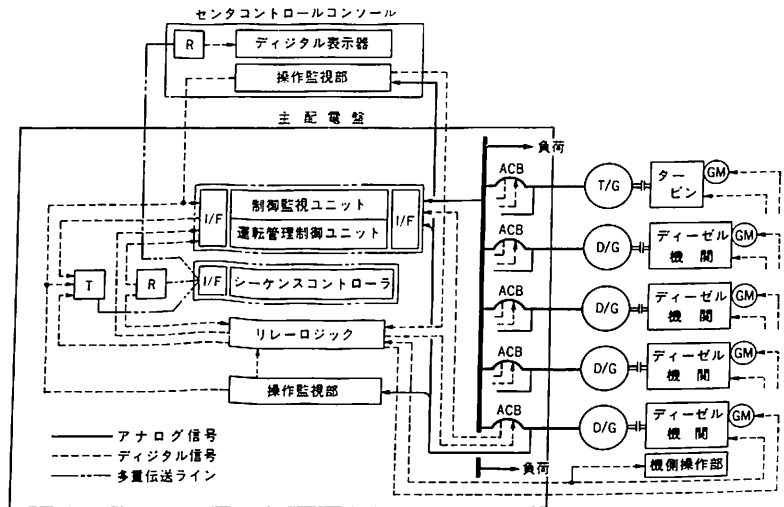 センタコントロールコンソール
R
ディジタル表示器
操作監視部
主配電盤
負荷
ACB
T/G
ター
ビン
GM
I/F
制御監視ユニット
運転管理制御ユニット
I/F
ACB
D/G
ディーゼル
機関
GM
T
R
I/F
シーケンスコントローラ
ACB
D/G
ディーゼル
機関
GM
リレーロジック
ACB
D/G
ディーゼル
機関
GM
操作監視部
ACB
D/G
ディーゼル
機関
GM
アナログ信号
ディジタル信号
多重伝送ライン
負荷
機側操作部